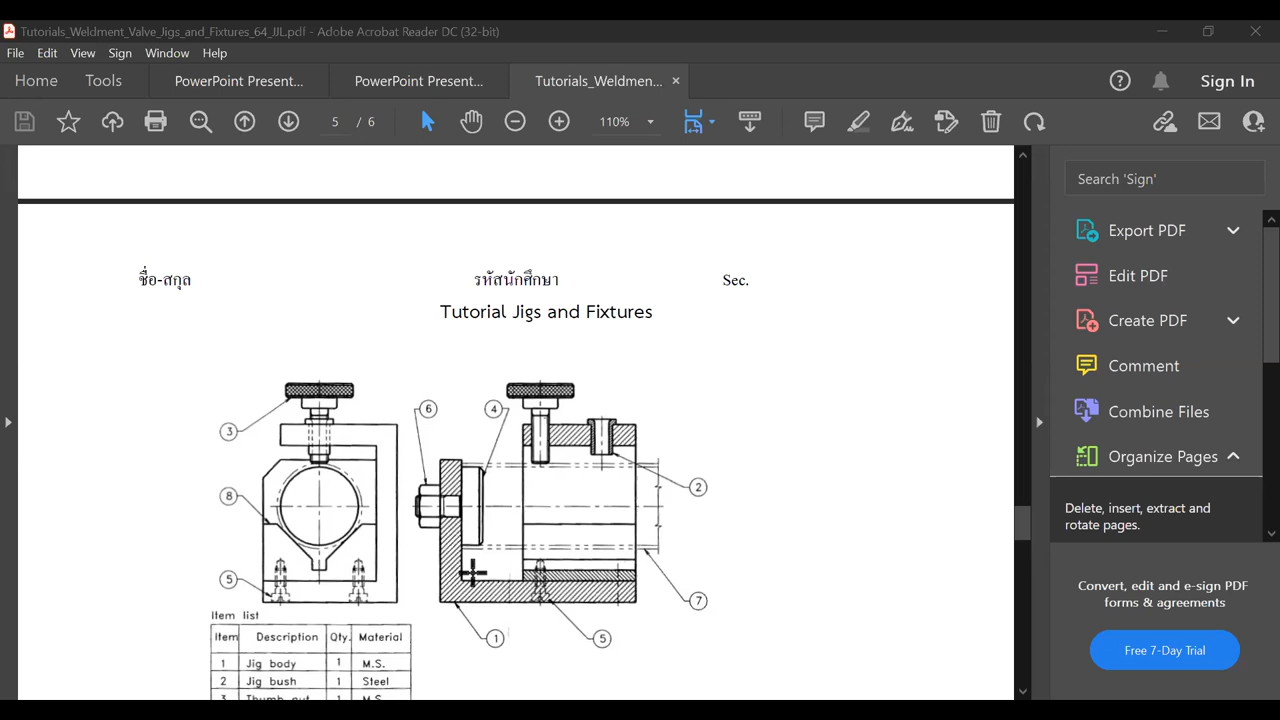 Tutorials_Weldment_Valve_Jigs_and_Fixtures_64_JJL.pdf - Adobe Acrobat Reader DC (32-bit)
File Edit View Sign Window Help
Home Tools PowerPoint Present... PowerPoint Present... Tutorials_Weldmen... × Sign In
5 / 6 110%
Search 'Sign'
Export PDF
Edit PDF
Create PDF
Comment
Combine Files
Organize Pages
Delete, insert, extract and
rotate pages.
Convert, edit and e-sign PDF
forms & agreements
Free 7-Day Trial
ชื่อ-สกุล รหัสนักศึกษา Sec.
Tutorial Jigs and Fixtures
6 4
3
2
8
5
7
1 5
Item list
Item Description Qty. Material
1 Jig body 1 M.S.
2 Jig bush 1 Steel
3 Thumb nut 1 M.S.